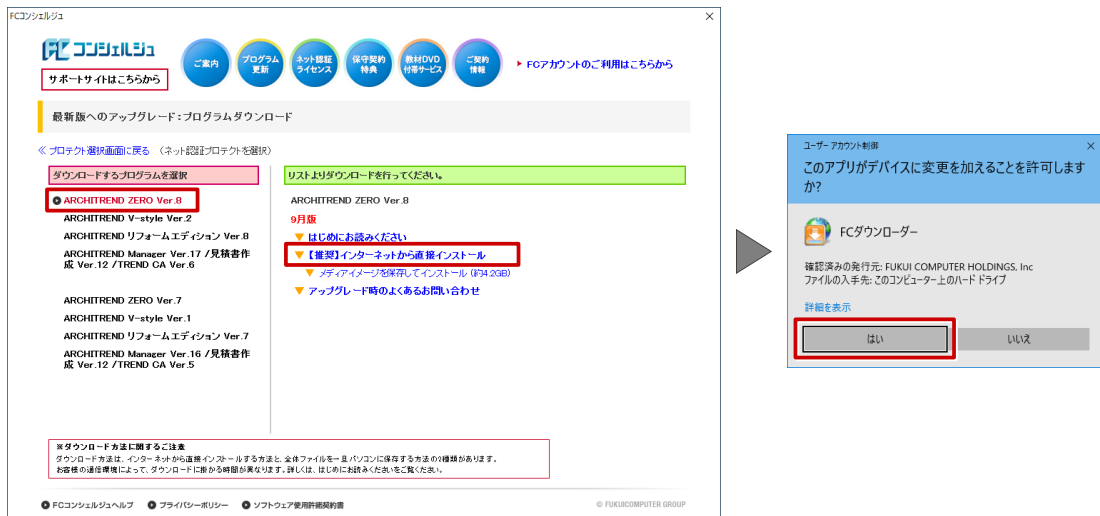 FCコンシェルジュ
FC コンシェルジュ
サポートサイトはこちらから
ご案内
プログラム
更新
ネット認証
ライセンス
保守契約
特典
教材DVD
付帯サービス
ご契約
情報
FCアカウントのご利用はこちらから
最新版へのアップグレード：プログラムダウンロード
≪ プロテクト選択画面に戻る （ネット認証プロテクトを選択）
ダウンロードするプログラムを選択
ARCHITREND ZERO Ver.8
ARCHITREND V-style Ver.2
ARCHITREND リフォームエディション Ver.8
ARCHITREND Manager Ver.17 /見積書作
成 Ver.12 /TREND CA Ver.6
ARCHITREND ZERO Ver.7
ARCHITREND V-style Ver.1
ARCHITREND リフォームエディション Ver.7
ARCHITREND Manager Ver.16 /見積書作
成 Ver.12 /TREND CA Ver.5
リストよりダウンロードを行ってください。
ARCHITREND ZERO Ver.8
9月版
はじめにお読みください
【推奨】インターネットから直接インストール
メディアイメージを保存してインストール （約4.2GB）
アップグレード時のよくあるお問い合わせ
※ダウンロード方法に関するご注意
ダウンロード方法は、インターネットから直接インストールする方法と、全体ファイルを一旦パソコンに保存する方法の2種類があります。
お客様の通信環境によって、ダウンロードに掛かる時間が異なります。詳しくは、はじめにお読みくださいをご覧ください。
FCコンシェルジュヘルプ
プライバシーポリシー
ソフトウェア使用許諾契約書
© FUKUICOMPUTER GROUP
ユーザー アカウント制御
このアプリがデバイスに変更を加えることを許可します
か?
FCダウンローダー
確認済みの発行元: FUKUI COMPUTER HOLDINGS, Inc
ファイルの入手先: このコンピューター上のハード ドライブ
詳細を表示
はい
いいえ